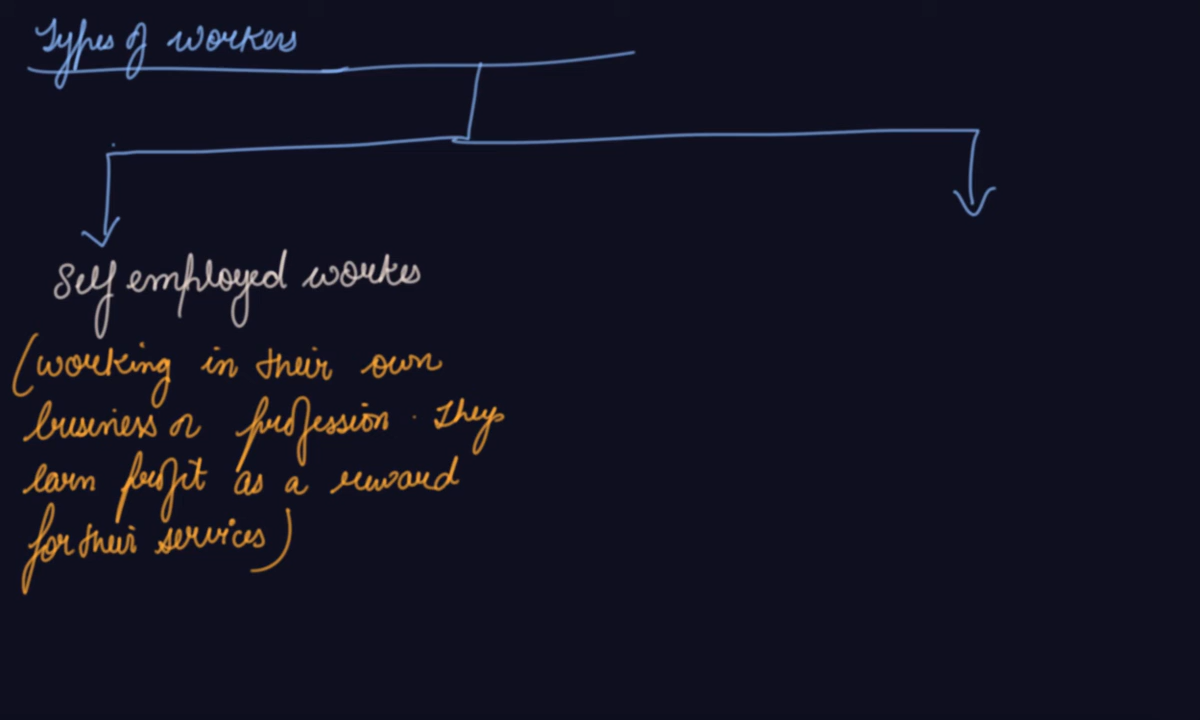 Types of workers
Self employed workes
(working in their own
business or profession. They
earn profit as a reward
for their services)